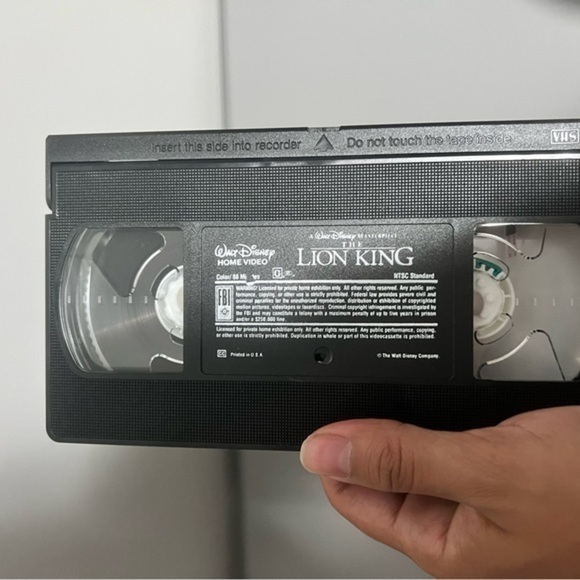 Insert this side into recorder Do not touch the tape inside VHS
WALT DISNEY
HOME VIDEO
A WALT DISNEY MASTERPIECE
THE
LION KING
Color/ 88 Mi NTSC Standard
FBI
WARNING: Licensed for private home exhibition only. All other rights reserved. Any public per-
formance, copying, or other use is strictly prohibited. Federal law provides severe civil and
criminal penalties for the unauthorized reproduction, distribution or exhibition of copyrighted
motion pictures, videotapes or laserdiscs. Criminal copyright infringement is investigated by
the FBI and may constitute a felony with a maximum penalty of up to five years in prison
and/or a $250,000 fine.
Licensed for private home exhibition only. All other rights reserved. Any public performance, copying,
or other use is strictly prohibited. Duplication in whole or part of this videocassette is prohibited.
Printed in U.S.A. © The Walt Disney Company.